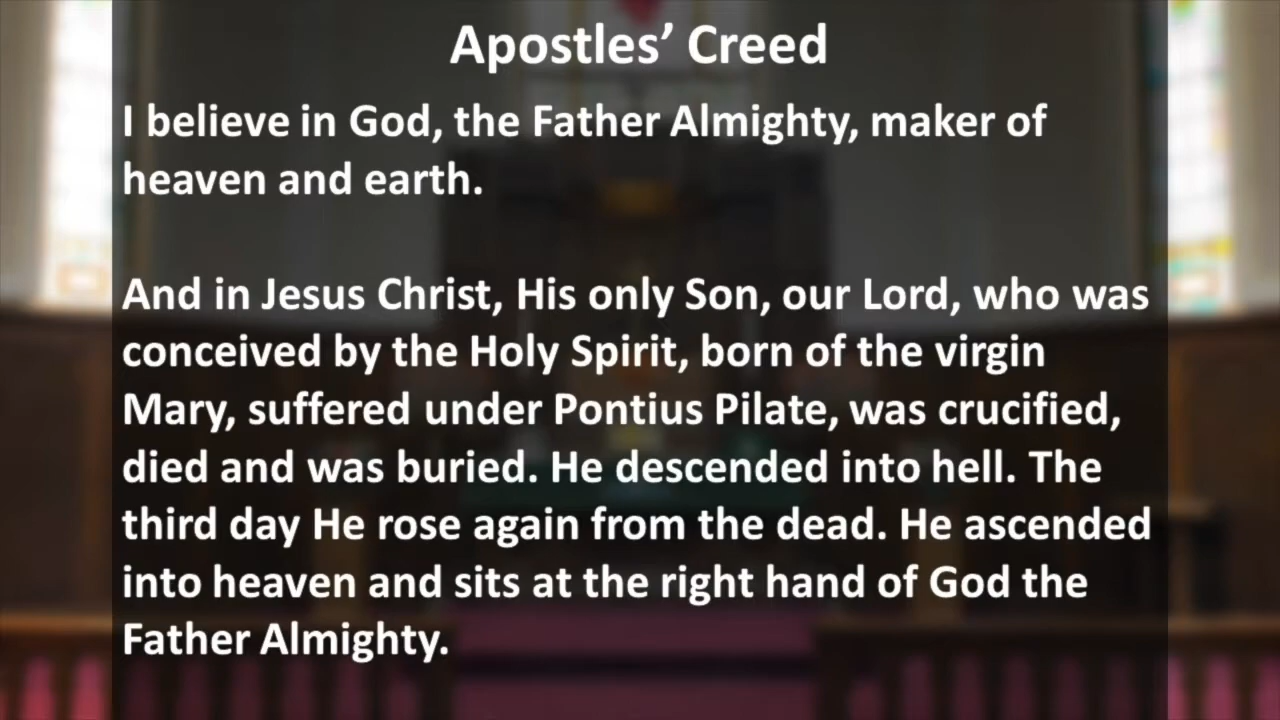 Apostles’ Creed
I believe in God, the Father Almighty, maker of
heaven and earth.
And in Jesus Christ, His only Son, our Lord, who was
conceived by the Holy Spirit, born of the virgin
Mary, suffered under Pontius Pilate, was crucified,
died and was buried. He descended into hell. The
third day He rose again from the dead. He ascended
into heaven and sits at the right hand of God the
Father Almighty.